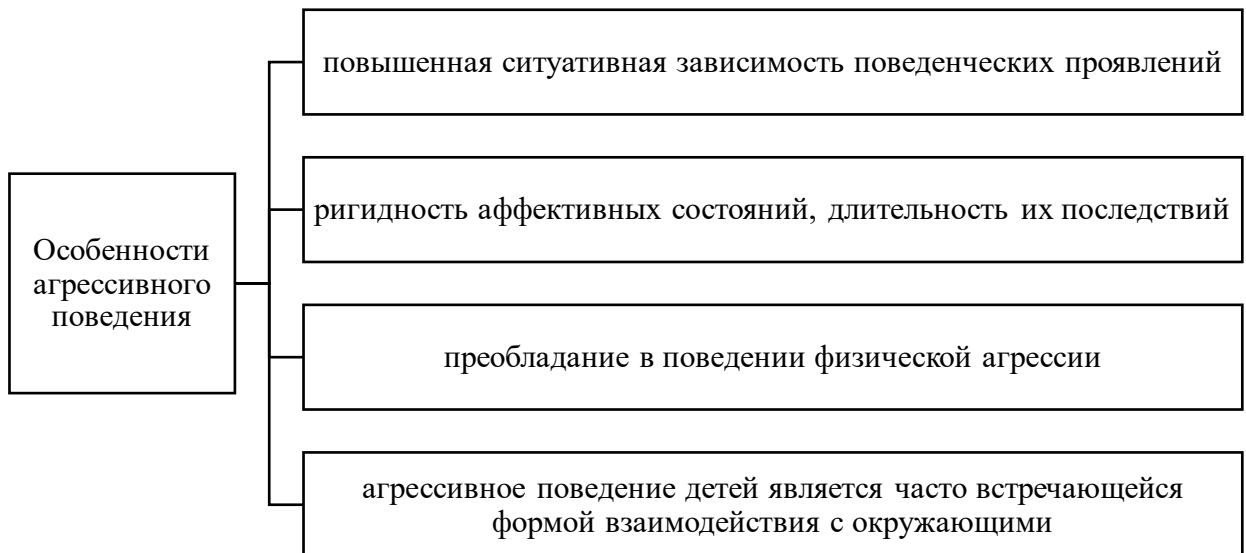 повышенная ситуативная зависимость поведенческих проявлений
ригидность аффективных состояний, длительность их последствий
Особенности
агрессивного
поведения
преобладание в поведении физической агрессии
агрессивное поведение детей является часто встречающейся
формой взаимодействия с окружающими